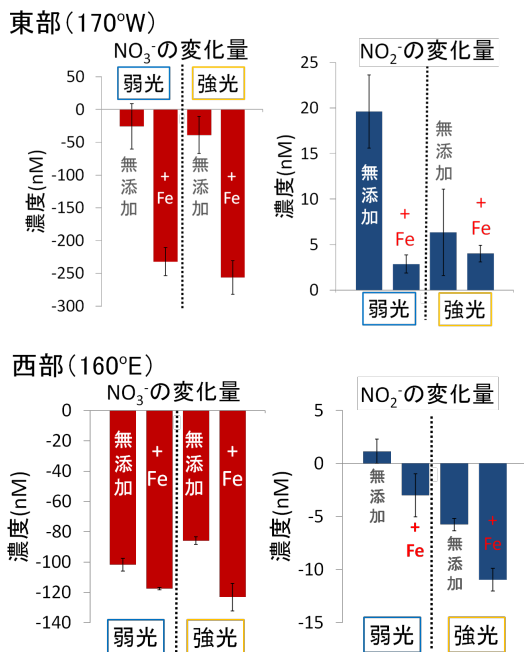 東部（170ºW）
NO₃⁻の変化量
弱光
強光
濃度(nM)
50
0
-50
-100
-150
-200
-250
-300
無添加
+Fe
無添加
+Fe
NO₂⁻の変化量
濃度(nM)
25
20
15
10
5
0
無添加
+Fe
無添加
+Fe
弱光
強光
西部（160ºE）
NO₃⁻の変化量
濃度(nM)
0
-20
-40
-60
-80
-100
-120
-140
無添加
+Fe
無添加
+Fe
弱光
強光
NO₂⁻の変化量
濃度(nM)
5
0
-5
-10
-15
無添加
+Fe
無添加
+Fe
弱光
強光